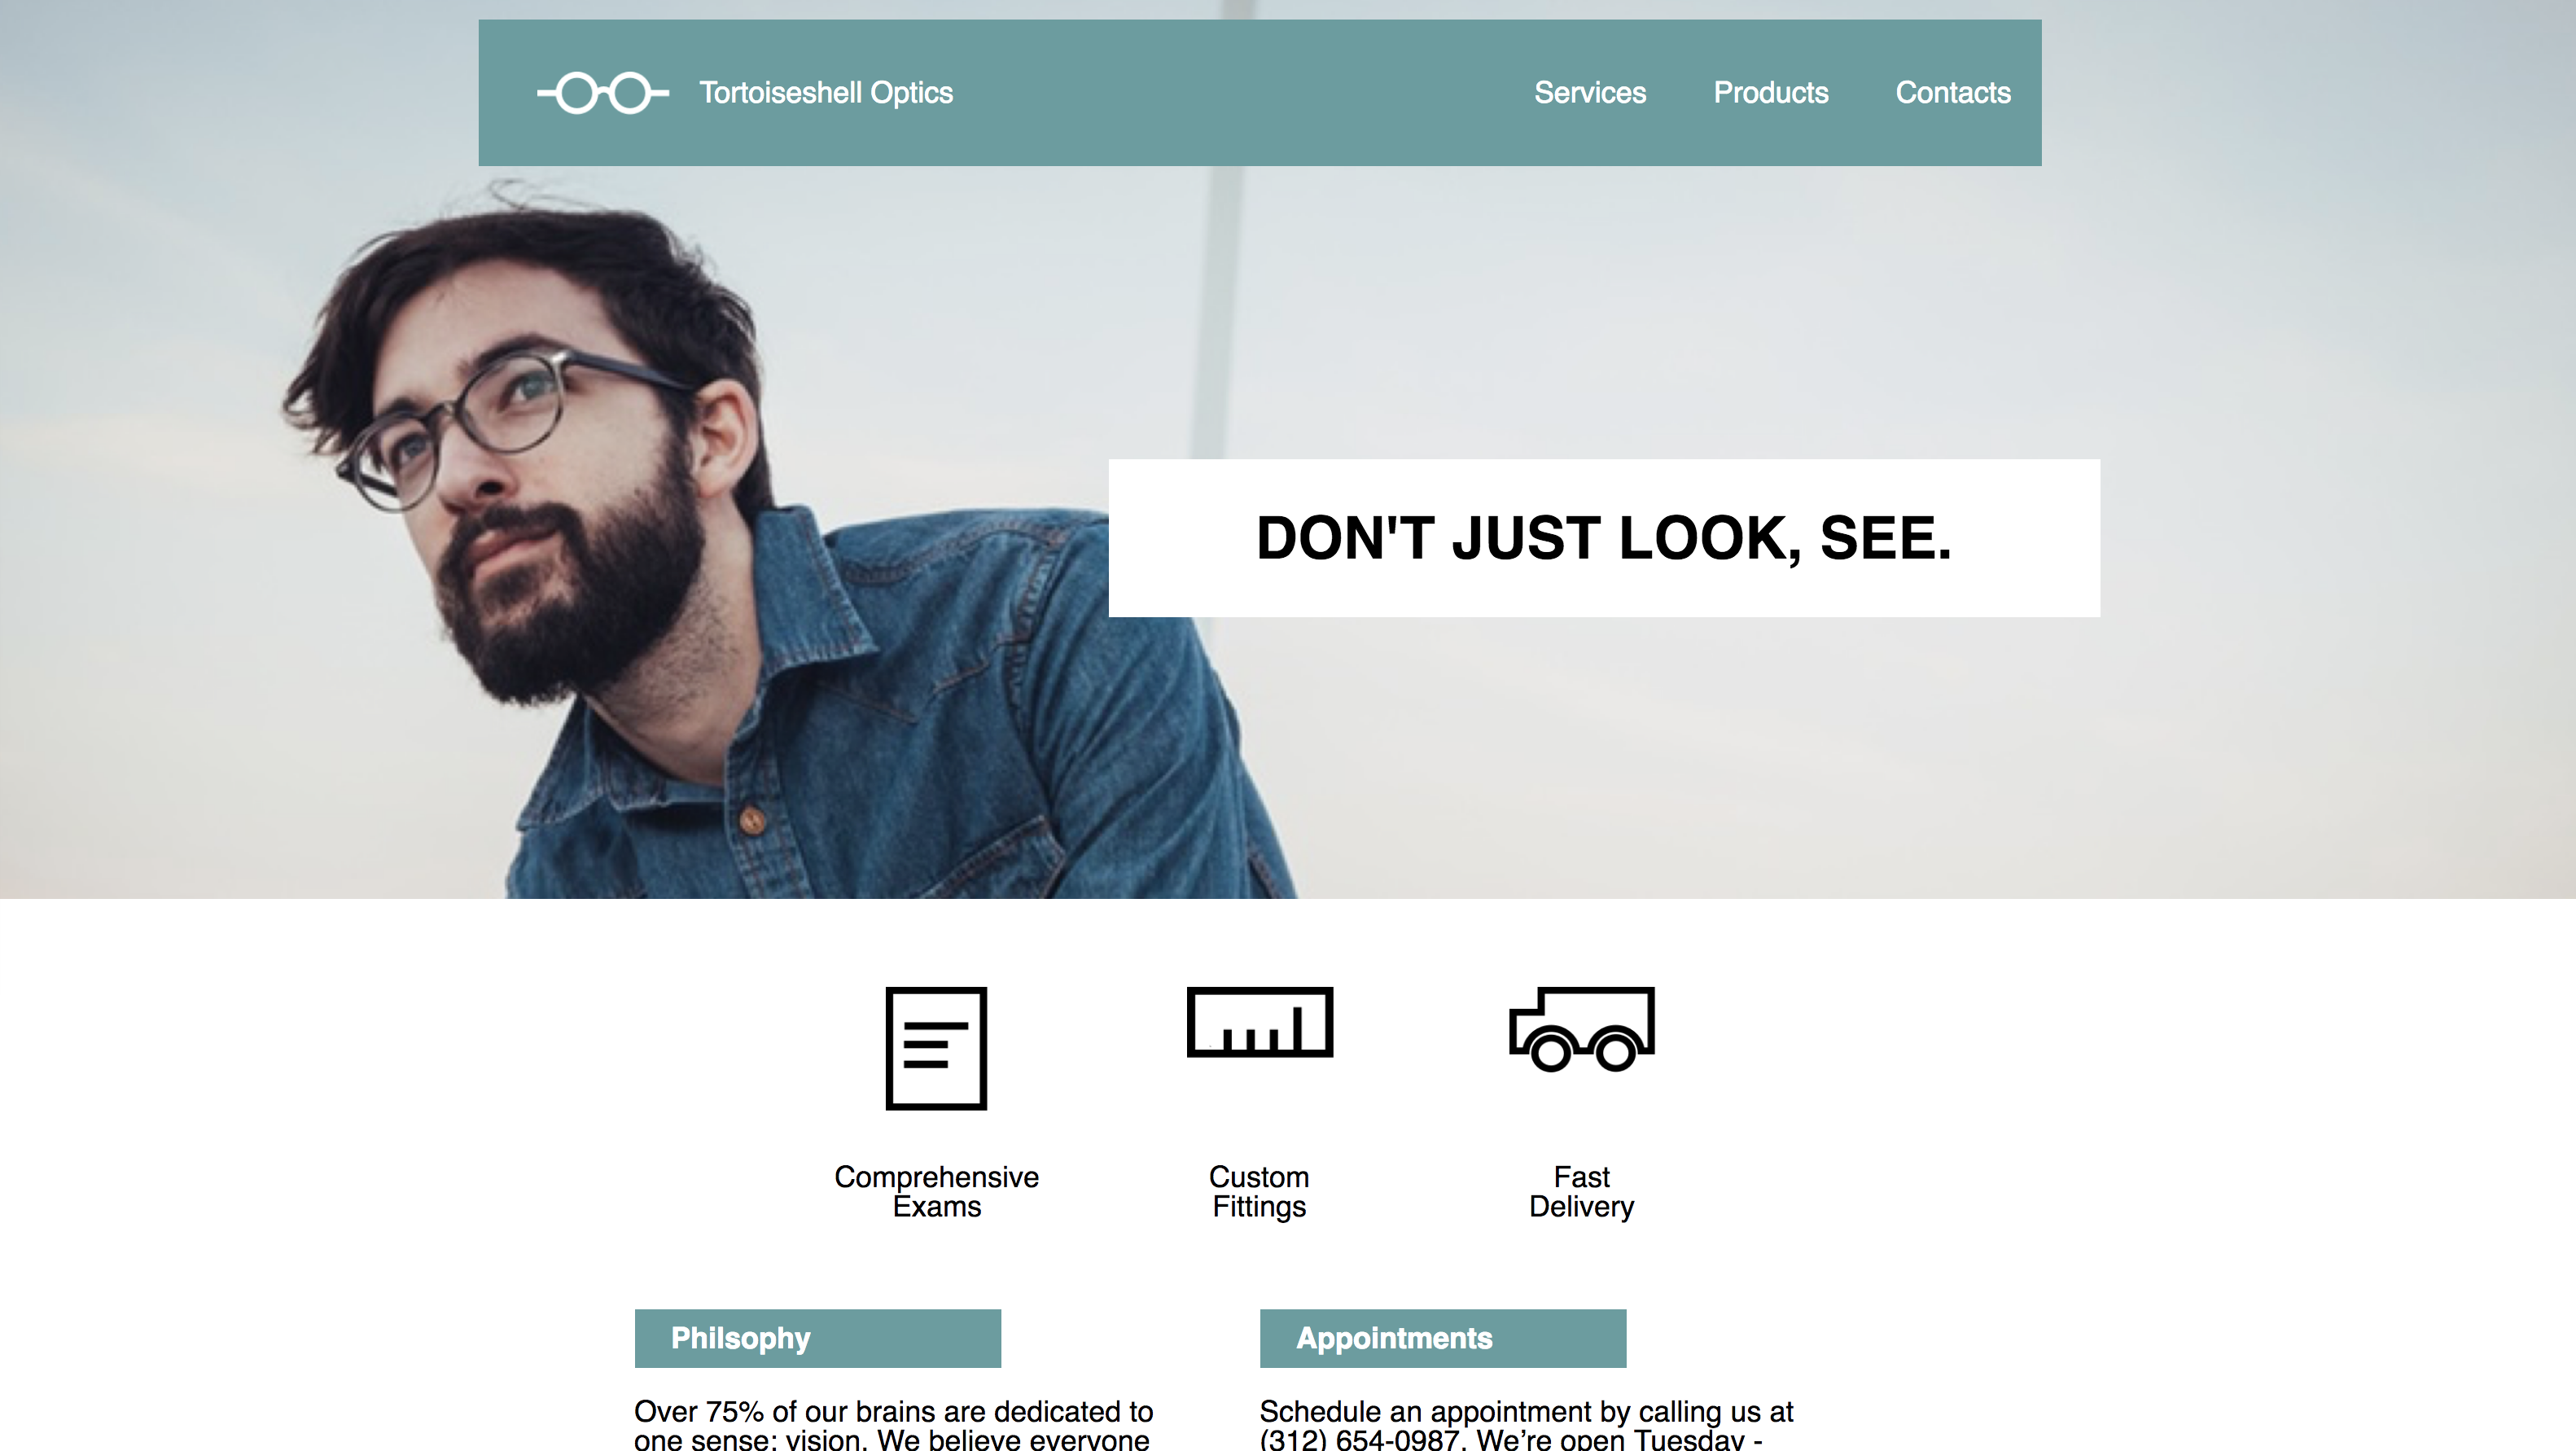 Tortoiseshell Optics
Services
Products
Contacts
DON'T JUST LOOK, SEE.
Comprehensive
Exams
Custom
Fittings
Fast
Delivery
Philsophy
Over 75% of our brains are dedicated to
one sense: vision. We believe everyone
Appointments
Schedule an appointment by calling us at
(312) 654-0987. We’re open Tuesday -